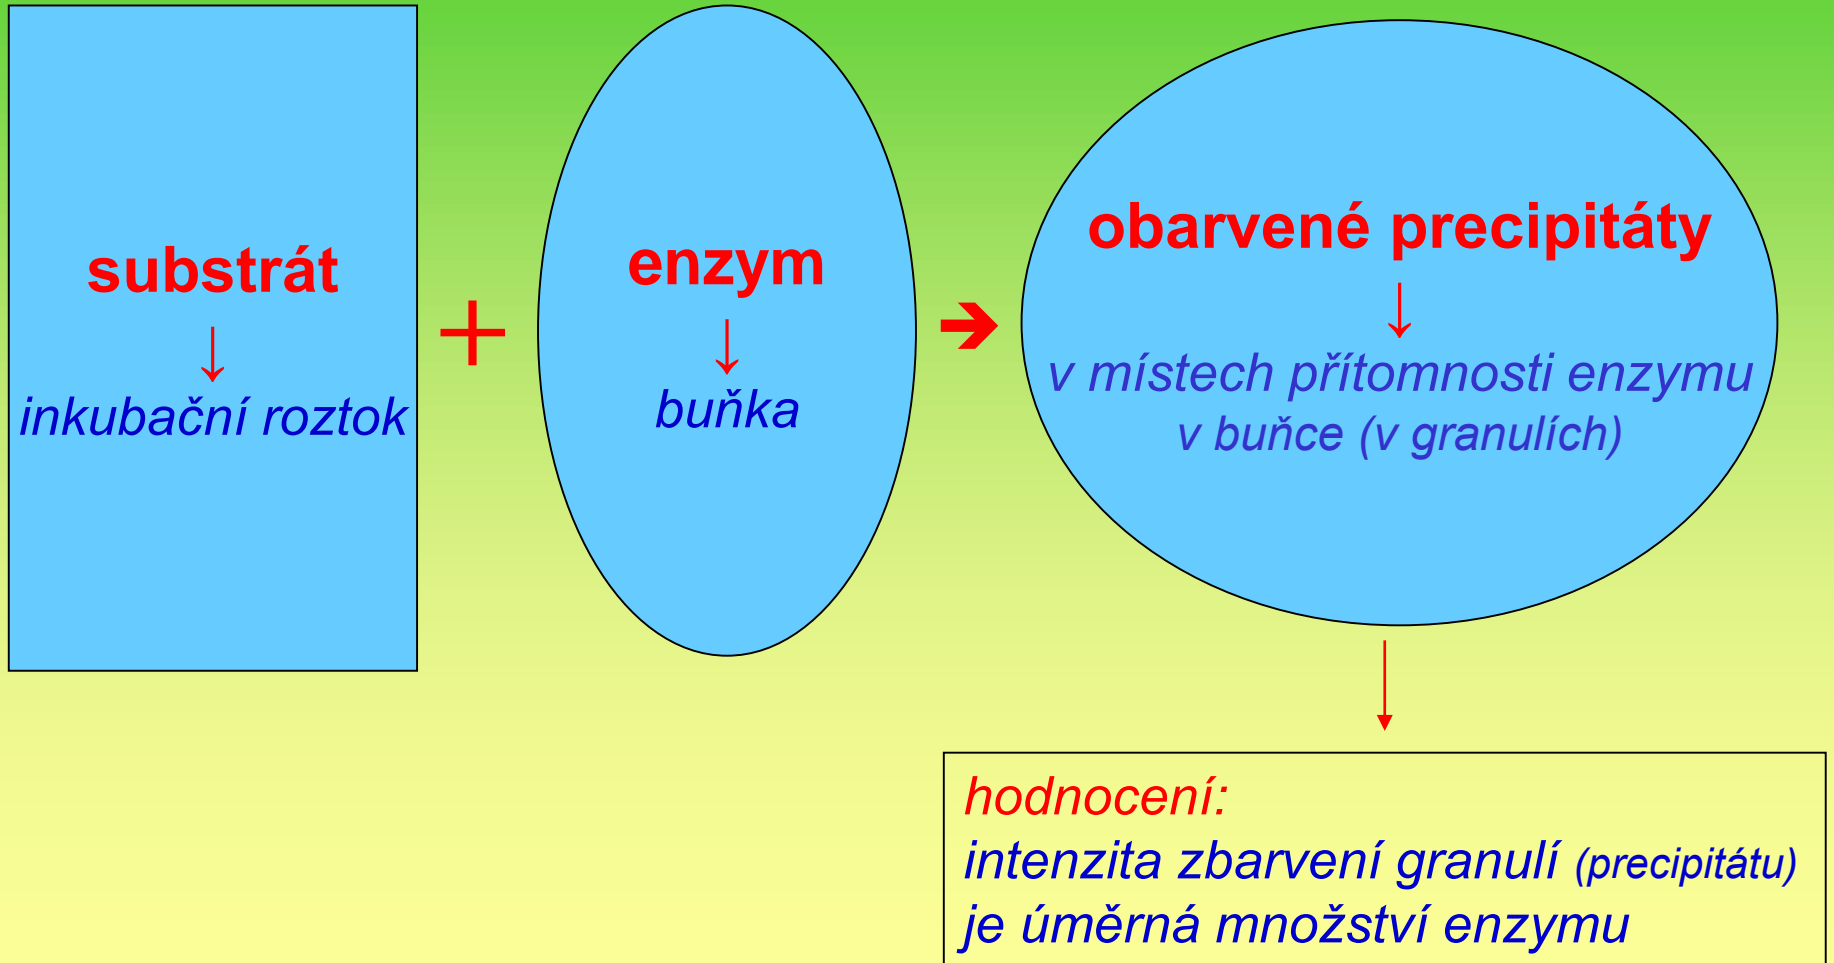 substrát
↓
inkubační roztok
+
enzym
↓
buňka
➔
obarvené precipitáty
↓
v místech přítomnosti enzymu
v buňce (v granulích)
hodnocení:
intenzita zbarvení granulí (precipitátu)
je úměrná množství enzymu